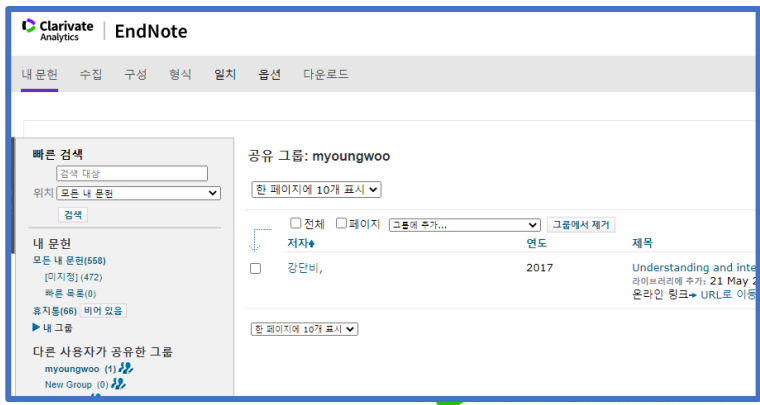 Clarivate
Analytics
EndNote
내 문헌 수집 구성 형식 일치 옵션 다운로드
빠른 검색
검색 대상
위치 모든 내 문헌
검색
내 문헌
모든 내 문헌(558)
[미지정] (472)
빠른 목록(0)
휴지통(66) 비어 있음
내 그룹
다른 사용자가 공유한 그룹
myoungwoo (1)
New Group (0)
공유 그룹: myoungwoo
한 페이지에 10개 표시
전체 페이지 그룹에 추가... 그룹에서 제거
저자 연도 제목
강단비, 2017 Understanding and inte
라이브러리에 추가: 21 May 2
온라인 링크 URL로 이동
한 페이지에 10개 표시